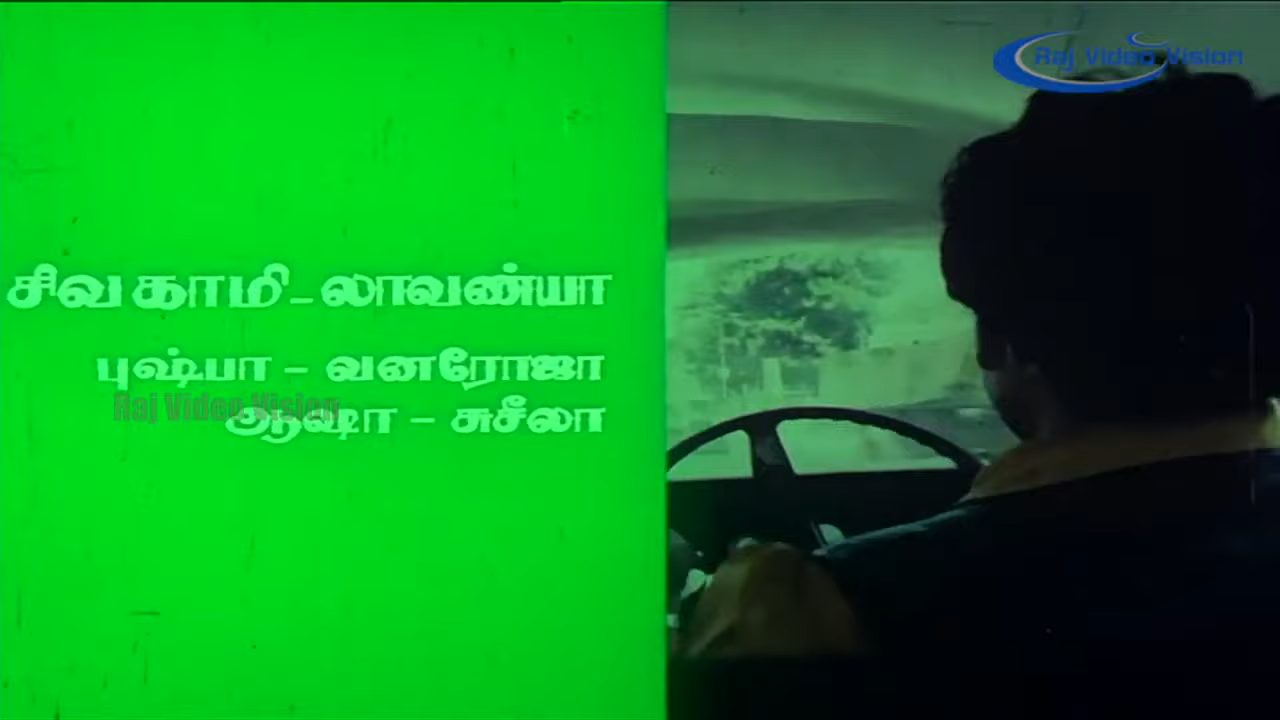 Raj Video Vision
சிவகாமி - லாவண்யா
புஷ்பா - வனரோஜா
Raj Video Vision
ஆஷா - சுசீலா